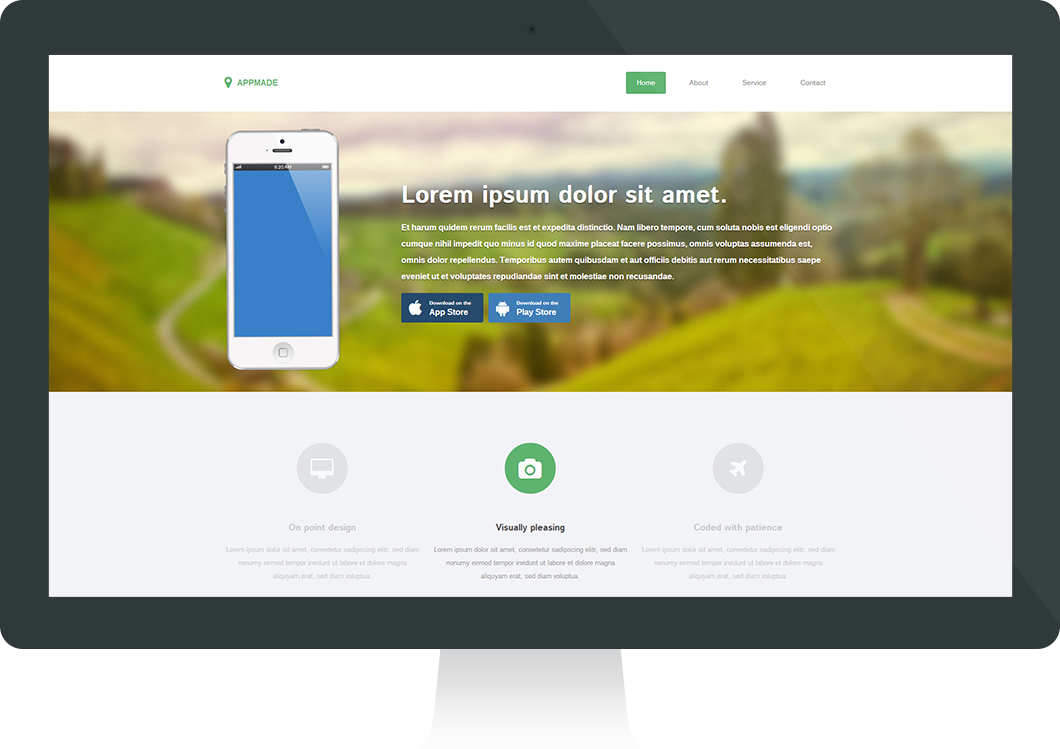 APPMADE
Home About Service Contact
9:20 AM
Lorem ipsum dolor sit amet.
Et harum quidem rerum facilis est et expedita distinctio. Nam libero tempore, cum soluta nobis est eligendi optio
cumque nihil impedit quo minus id quod maxime placeat facere possimus, omnis voluptas assumenda est,
omnis dolor repellendus. Temporibus autem quibusdam et aut officiis debitis aut rerum necessitatibus saepe
eveniet ut et voluptates repudiandae sint et molestiae non recusandae.
Download on the
App Store
Download on the
Play Store
On point design
Lorem ipsum dolor sit amet, consetetur sadipscing elitr, sed diam
nonumy eirmod tempor invidunt ut labore et dolore magna
aliquyam erat, sed diam voluptua.
Visually pleasing
Lorem ipsum dolor sit amet, consetetur sadipscing elitr, sed diam
nonumy eirmod tempor invidunt ut labore et dolore magna
aliquyam erat, sed diam voluptua.
Coded with patience
Lorem ipsum dolor sit amet, consetetur sadipscing elitr, sed diam
nonumy eirmod tempor invidunt ut labore et dolore magna
aliquyam erat, sed diam voluptua.